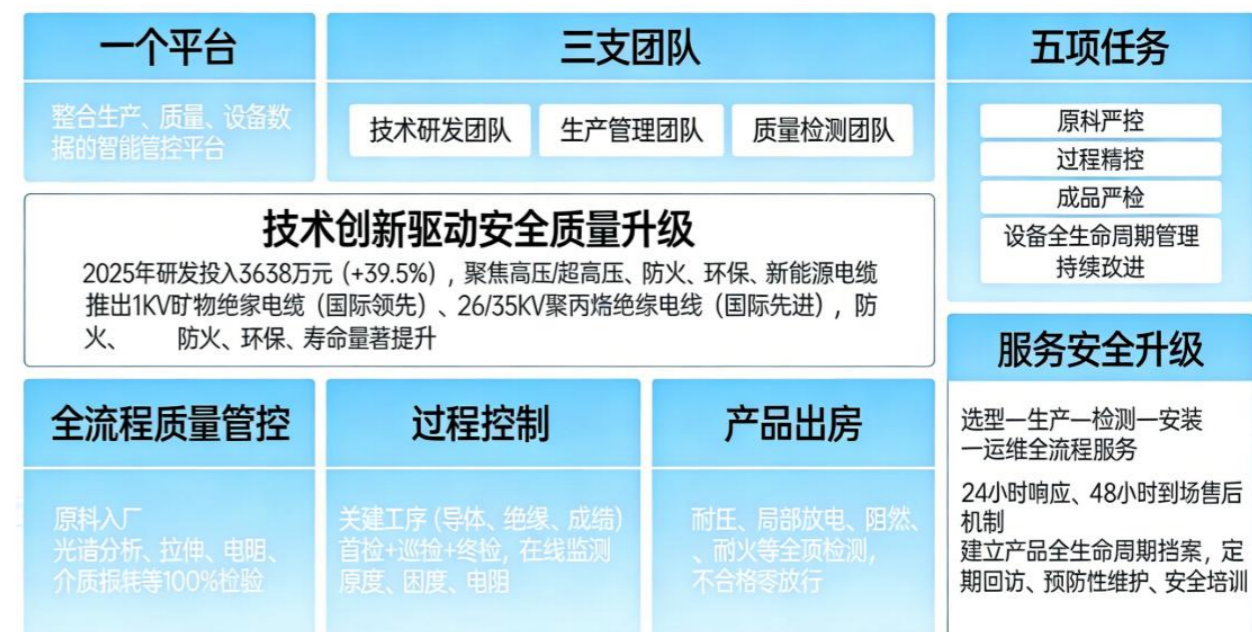 一个平台
整合生产、质量、设备数
据的智能管控平台
三支团队
技术研发团队
生产管理团队
质量检测团队
五项任务
原科严控
过程精控
成品严检
设备全生命周期管理
持续改进
技术创新驱动安全质量升级
2025年研发投入3638万元 (+39.5%) , 聚焦高压/超高压、防火、环保、新能源电缆
推出1KV旷物绝家电缆（国际领先）、26/35KV聚丙烙绝缘电线（国际先进），防
火、 防火、环保、寿命量著提升
全流程质量管控
原料入厂
光请分析、拉伸、电阻、
介质报耗等100%检验
过程控制
关建工序 (导体、绝缘、成缆)
首检+巡检+终检, 在线监测
原度、困度、电阻
产品出房
耐压、局部放电、阻然、
、耐火等全项检测,
不合格零放行
服务安全升级
选型一生产一检测一安装
一运维全流程服务
24小时响应、48小时到场售后
机制
建立产品全生命周期挡案，定
期回访、预防性维护、安全培训